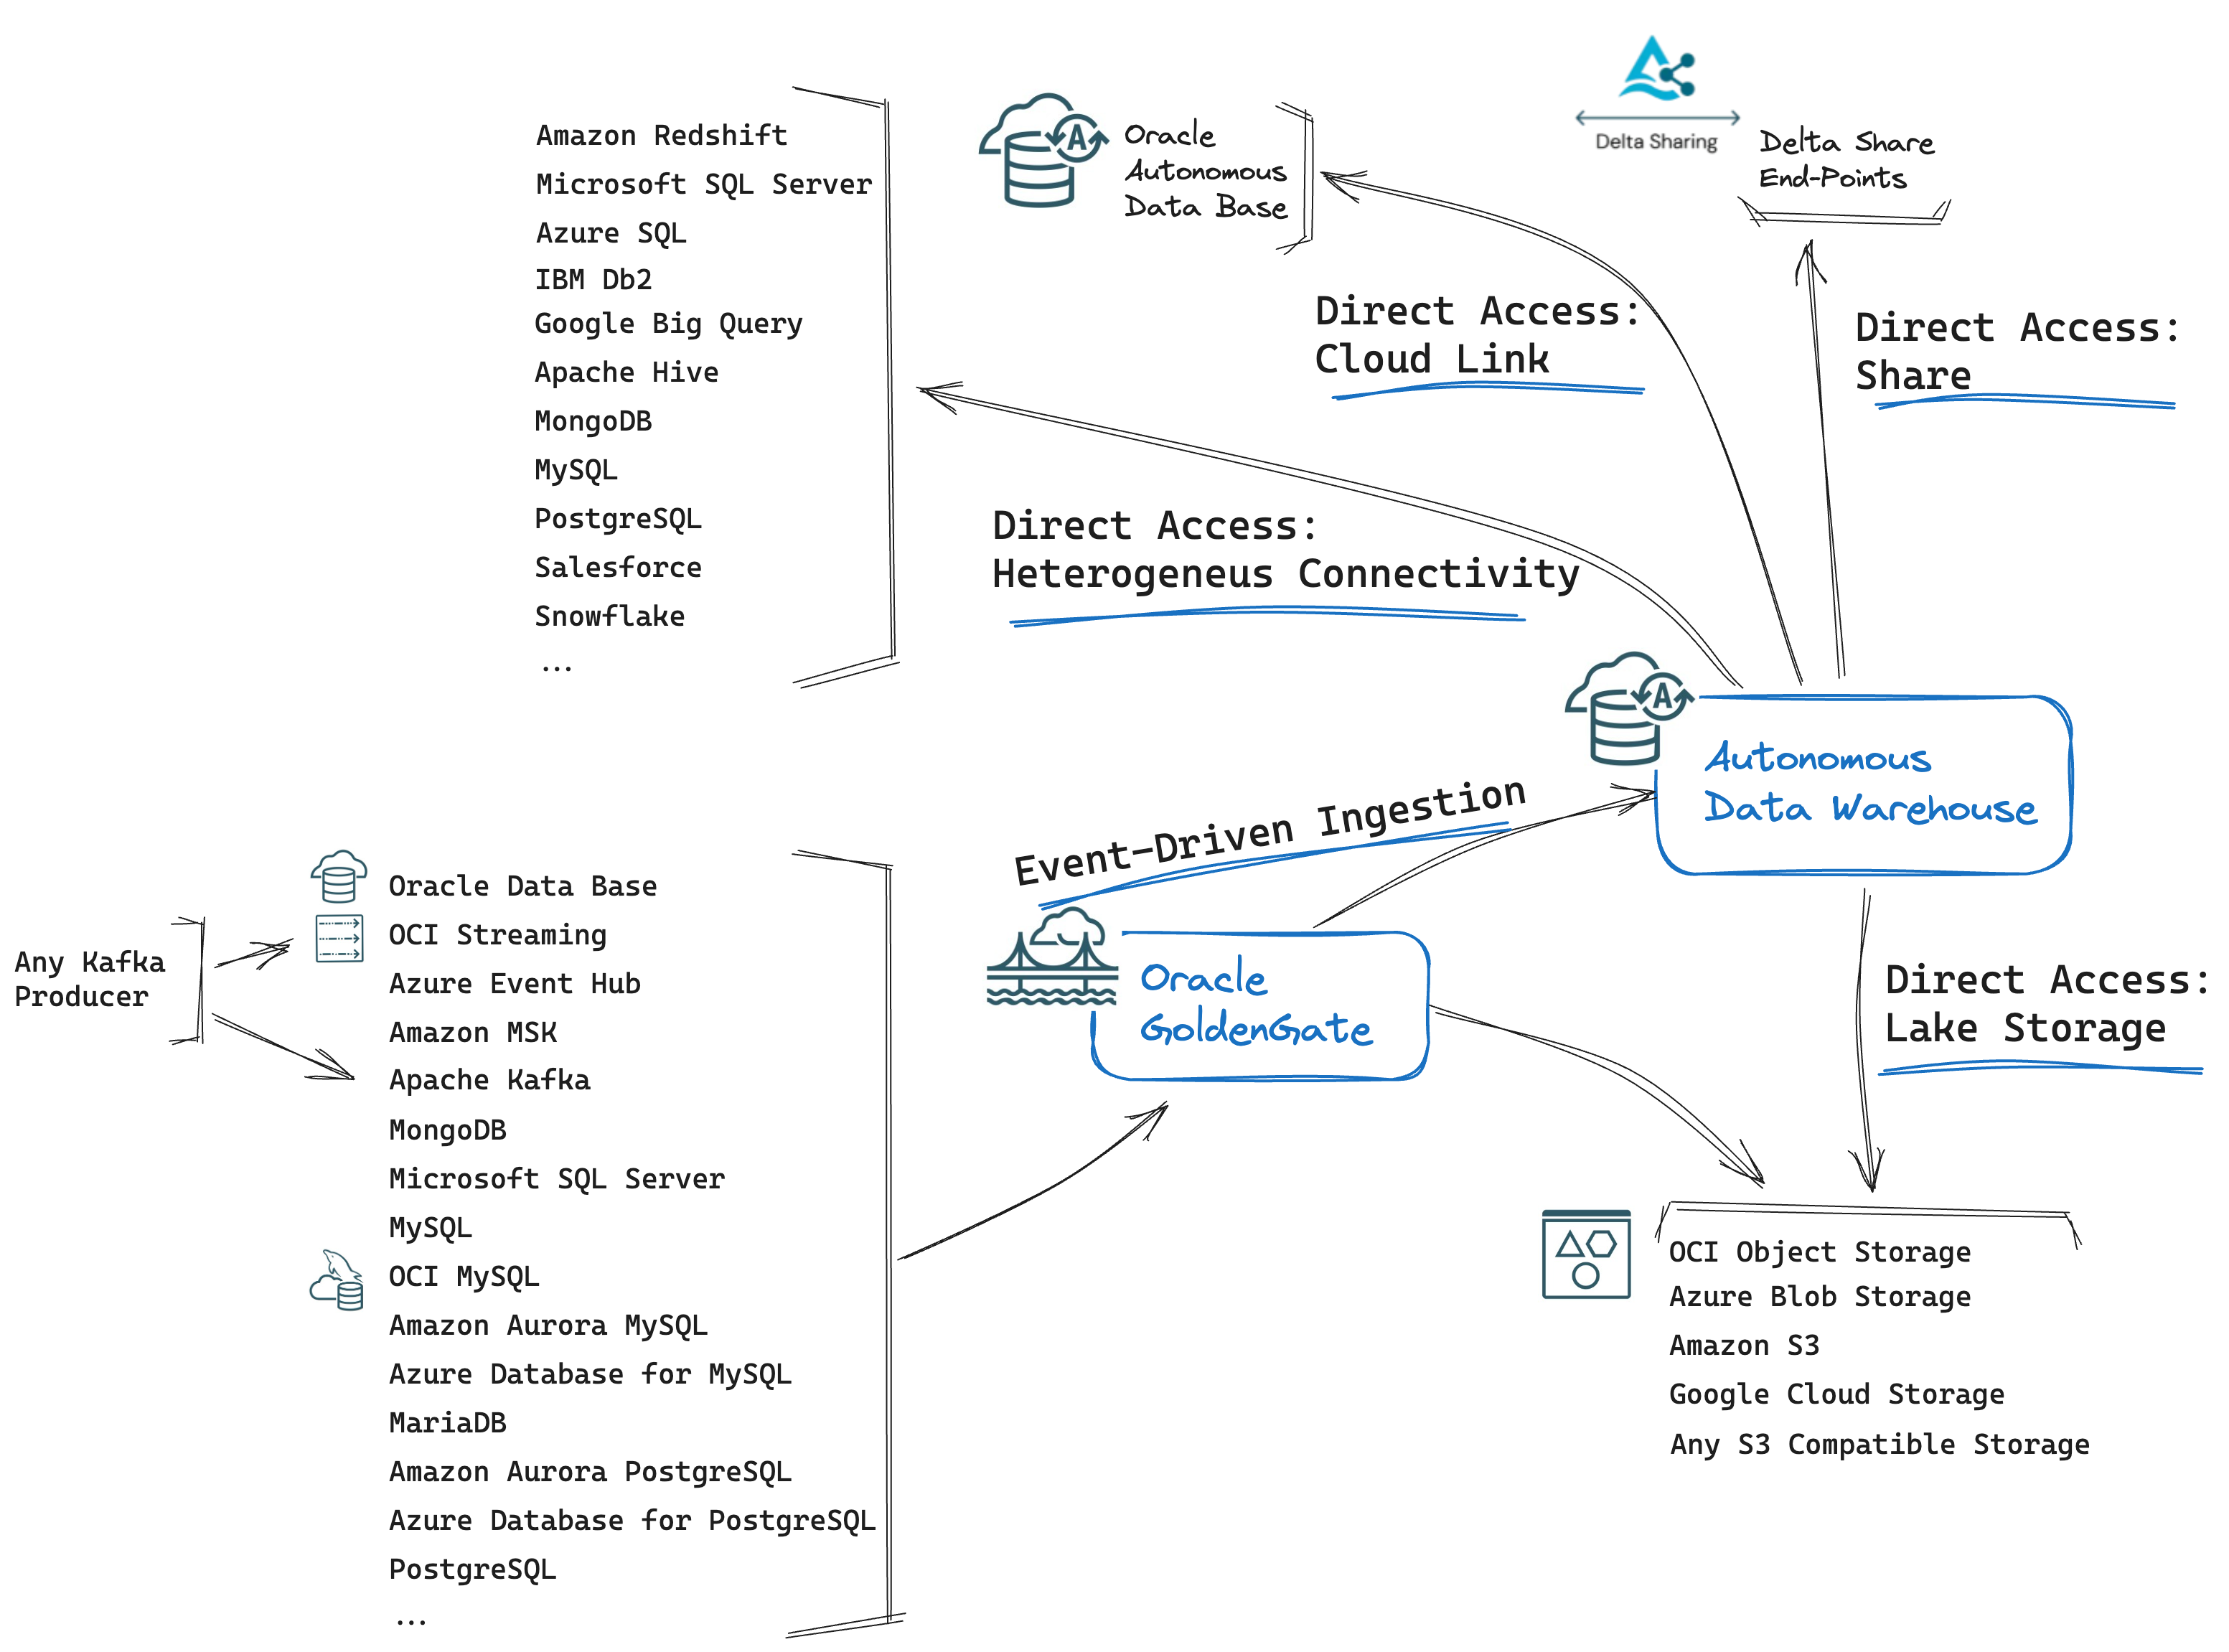 Amazon Redshift
Microsoft SQL Server
Azure SQL
IBM Db2
Google Big Query
Apache Hive
MongoDB
MySQL
PostgreSQL
Salesforce
Snowflake
...
A
Oracle
Autonomous
Data Base
Delta Sharing
Delta Share
End-Points
Direct Access:
Cloud Link
Direct Access:
Share
Direct Access:
Heterogeneus Connectivity
A
Autonomous
Data Warehouse
Event-Driven Ingestion
Oracle
GoldenGate
Direct Access:
Lake Storage
Any Kafka
Producer
Oracle Data Base
OCI Streaming
Azure Event Hub
Amazon MSK
Apache Kafka
MongoDB
Microsoft SQL Server
MySQL
OCI MySQL
Amazon Aurora MySQL
Azure Database for MySQL
MariaDB
Amazon Aurora PostgreSQL
Azure Database for PostgreSQL
PostgreSQL
...
OCI Object Storage
Azure Blob Storage
Amazon S3
Google Cloud Storage
Any S3 Compatible Storage